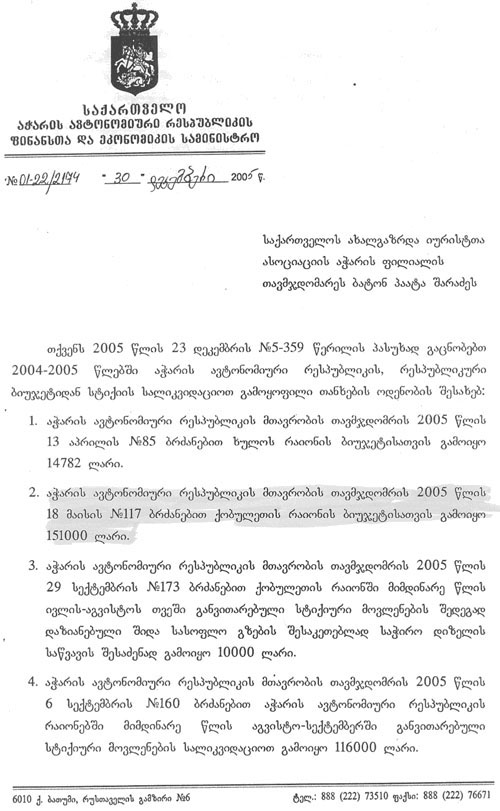 საქართველო
აჭარის ავტონომიური რესპუბლიკის
ფინანსთა და ეკონომიკის სამინისტრო
№ 01-22/2194 " 30 " დეკემბერი 2005 წ.
საქართველოს ახალგაზრდა იურისტთა
ასოციაციის აჭარის ფილიალის
თავმჯდომარეს ბატონ პაატა შარაძეს
თქვენს 2005 წლის 23 დეკემბრის №5-359 წერილის პასუხად გაცნობებთ
2004-2005 წლებში აჭარის ავტონომიური რესპუბლიკის, რესპუბლიკური
ბიუჯეტიდან სტიქიის სალიკვიდაციოთ გამოყოფილი თანხების ოდენობის შესახებ:
1. აჭარის ავტონომიური რესპუბლიკის მთავრობის თავმჯდომრის 2005 წლის
13 აპრილის №85 ბრძანებით ხულოს რაიონის ბიუჯეტისათვის გამოიყო
14782 ლარი.
2. აჭარის ავტონომიური რესპუბლიკის მთავრობის თავმჯდომრის 2005 წლის
18 მაისის №117 ბრძანებით ქობულეთის რაიონის ბიუჯეტისათვის გამოიყო
151000 ლარი.
3. აჭარის ავტონომიური რესპუბლიკის მთავრობის თავმჯდომრის 2005 წლის
29 სექტემბრის №173 ბრძანებით ქობულეთის რაიონში მიმდინარე წლის
ივლის-აგვისტოს თვეში განვითარებული სტიქიური მოვლენების შედეგად
დაზიანებული შიდა სასოფლო გზების შესაკეთებლად საჭირო დიზელის
საწვავის შესაძენად გამოიყო 10000 ლარი.
4. აჭარის ავტონომიური რესპუბლიკის მთავრობის თავმჯდომრის 2005 წლის
6 სექტემბრის №160 ბრძანებით აჭარის ავტონომიური რესპუბლიკის
რაიონებში მიმდინარე წლის აგვისტო-სექტემბერში განვითარებული
სტიქიური მოვლენების სალიკვიდაციოთ გამოიყო 116000 ლარი.
6010 ქ. ბათუმი, რუსთაველის გამზირი №6 ტელ.: 888 (222) 73510 ფაქსი: 888 (222) 76671